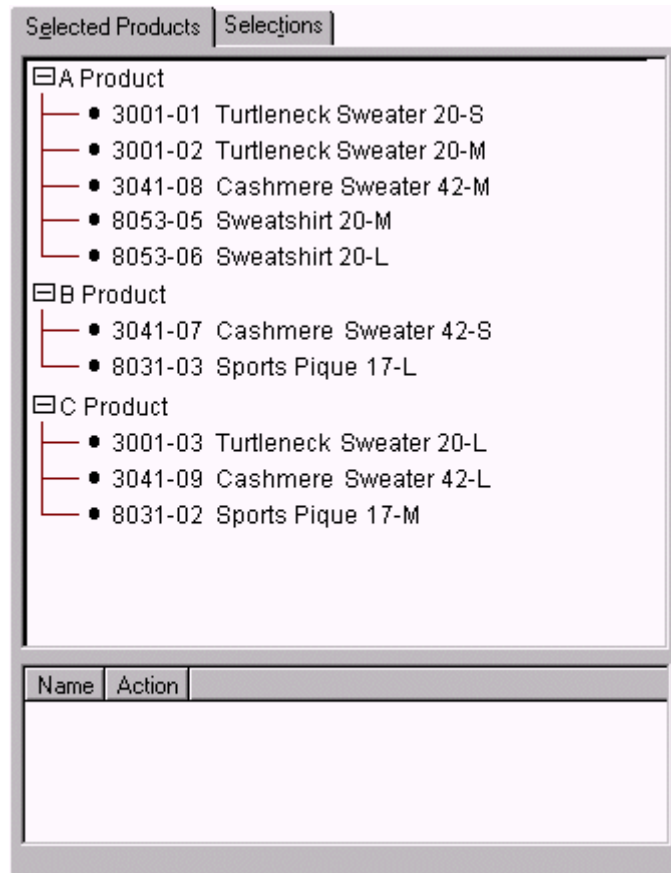 Selected Products Selections
A Product
3001-01 Turtleneck Sweater 20-S
3001-02 Turtleneck Sweater 20-M
3041-08 Cashmere Sweater 42-M
8053-05 Sweatshirt 20-M
8053-06 Sweatshirt 20-L
B Product
3041-07 Cashmere Sweater 42-S
8031-03 Sports Pique 17-L
C Product
3001-03 Turtleneck Sweater 20-L
3041-09 Cashmere Sweater 42-L
8031-02 Sports Pique 17-M
Name Action